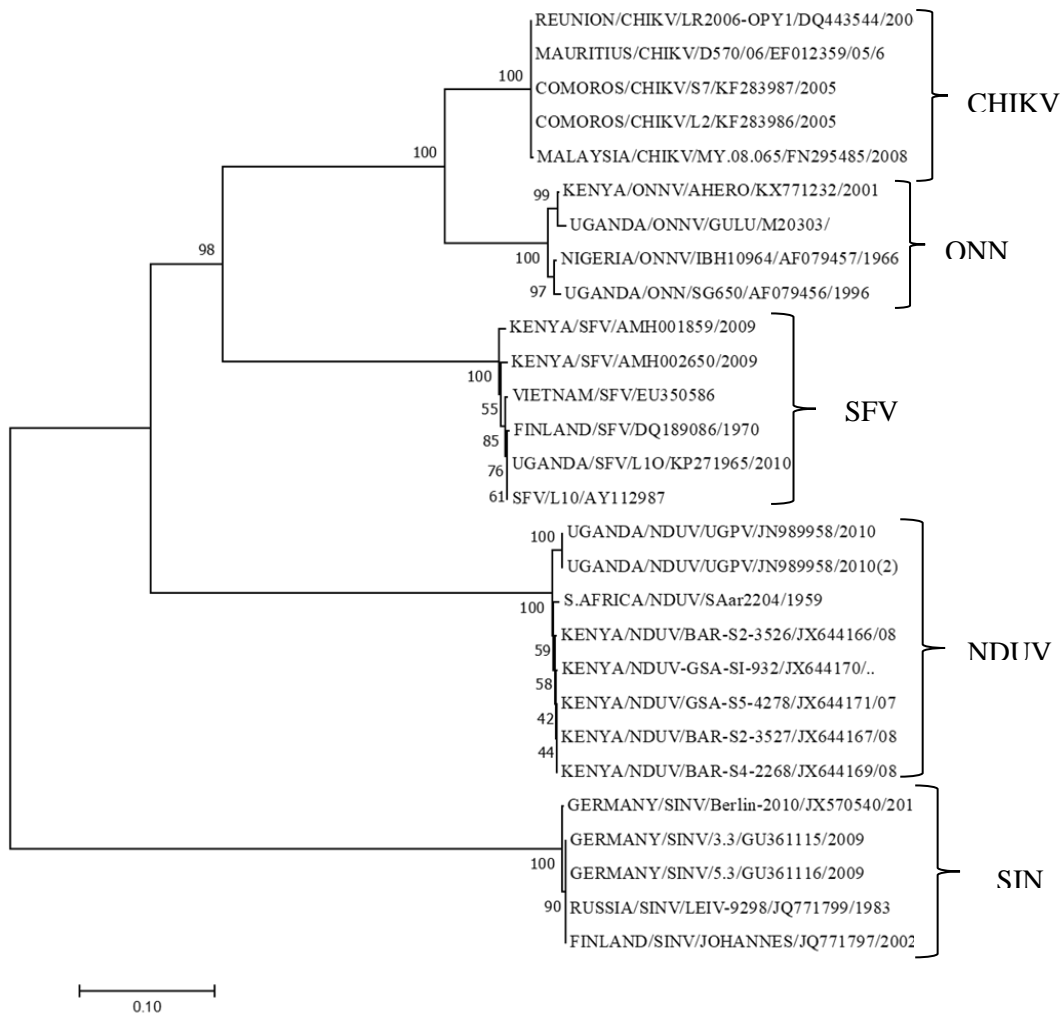 REUNION/CHIKV/LR2006-OPY1/DQ443544/200
MAURITIUS/CHIKV/D570/06/EF012359/05/6
100
COMOROS/CHIKV/S7/KF283987/2005
CHIKV
COMOROS/CHIKV/L2/KF283986/2005
100
MALAYSIA/CHIKV/MY.08.065/FN295485/2008
99
KENYA/ONNV/AHERO/KX771232/2001
UGANDA/ONNV/GULU/M20303/
98
ONN
100
NIGERIA/ONNV/IBH10964/AF079457/1966
97
UGANDA/ONN/SG650/AF079456/1996
KENYA/SFV/AMH001859/2009
KENYA/SFV/AMH002650/2009
100
VIETNAM/SFV/EU350586
55
SFV
FINLAND/SFV/DQ189086/1970
85
UGANDA/SFV/L1O/KP271965/2010
76
SFV/L10/AY112987
61
100
UGANDA/NDUV/UGPV/JN989958/2010
UGANDA/NDUV/UGPV/JN989958/2010(2)
S.AFRICA/NDUV/SAar2204/1959
100
KENYA/NDUV/BAR-S2-3526/JX644166/08
59
NDUV
KENYA/NDUV-GSA-SI-932/JX644170/..
58
KENYA/NDUV/GSA-S5-4278/JX644171/07
42
KENYA/NDUV/BAR-S2-3527/JX644167/08
44
KENYA/NDUV/BAR-S4-2268/JX644169/08
GERMANY/SINV/Berlin-2010/JX570540/201
GERMANY/SINV/3.3/GU361115/2009
100
GERMANY/SINV/5.3/GU361116/2009
SIN
90
RUSSIA/SINV/LEIV-9298/JQ771799/1983
FINLAND/SINV/JOHANNES/JQ771797/2002
0.10